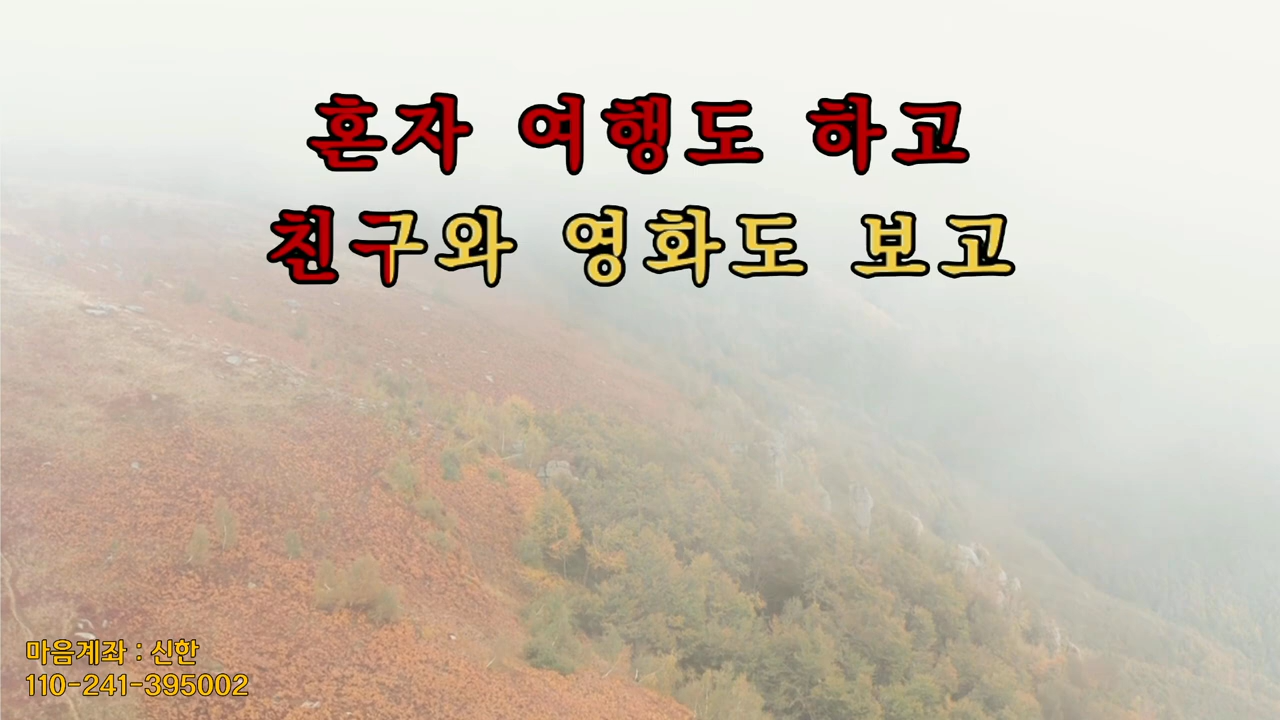 혼자 여행도 하고
친구와 영화도 보고
마음계좌 : 신한
110-241-395002